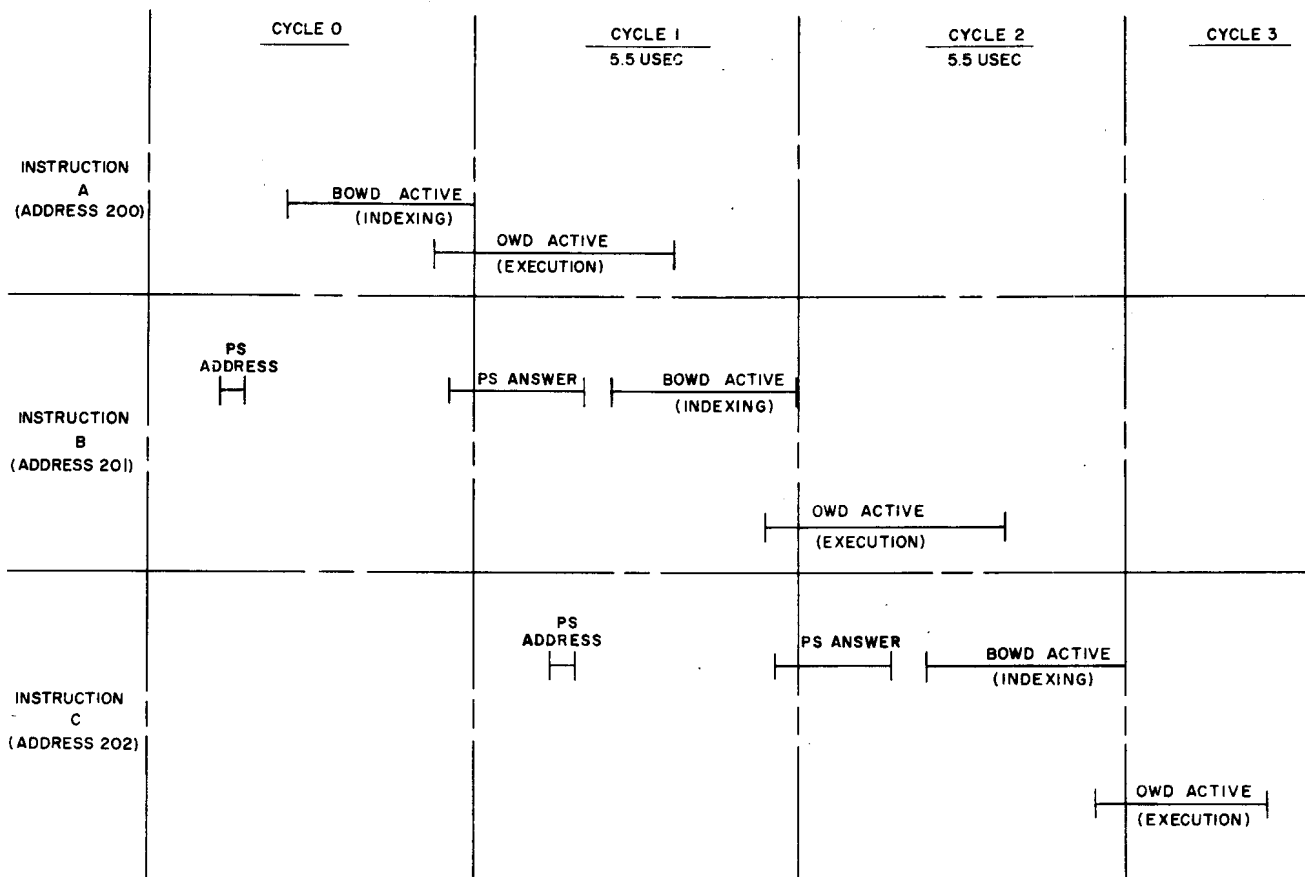 CYCLE 0
CYCLE 1
5.5 USEC
CYCLE 2
5.5 USEC
CYCLE 3
INSTRUCTION
A
(ADDRESS 200)
BOWD ACTIVE
(INDEXING)
OWD ACTIVE
(EXECUTION)
INSTRUCTION
B
(ADDRESS 201)
PS
ADDRESS
PS ANSWER
BOWD ACTIVE
(INDEXING)
OWD ACTIVE
(EXECUTION)
INSTRUCTION
C
(ADDRESS 202)
PS
ADDRESS
PS ANSWER
BOWD ACTIVE
(INDEXING)
OWD ACTIVE
(EXECUTION)